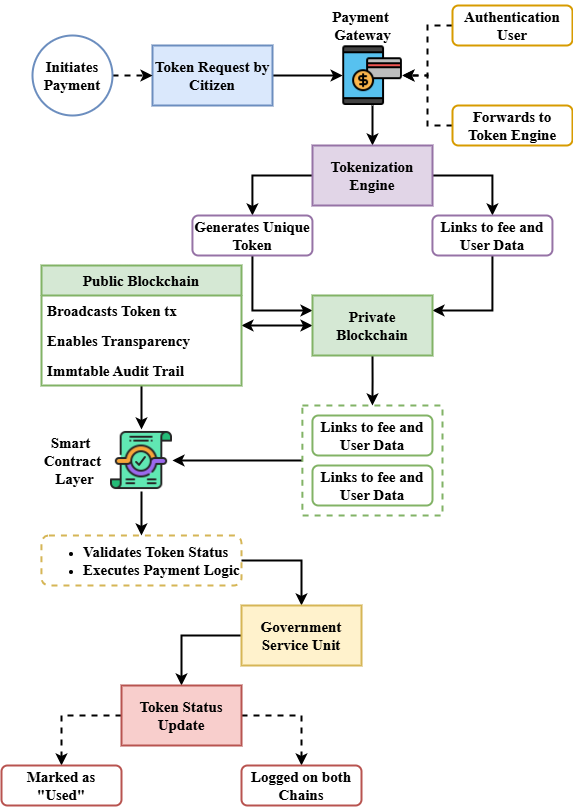 Payment
Gateway
Authentication
User
Initiates
Payment
Token Request by
Citizen
Forwards to
Token Engine
Tokenization
Engine
Generates Unique
Token
Links to fee and
User Data
Public Blockchain
Broadcasts Token tx
Enables Transparency
Immtable Audit Trail
Private
Blockchain
Links to fee and
User Data
Links to fee and
User Data
Smart
Contract
Layer
• Validates Token Status
• Executes Payment Logic
Government
Service Unit
Token Status
Update
Marked as
"Used"
Logged on both
Chains